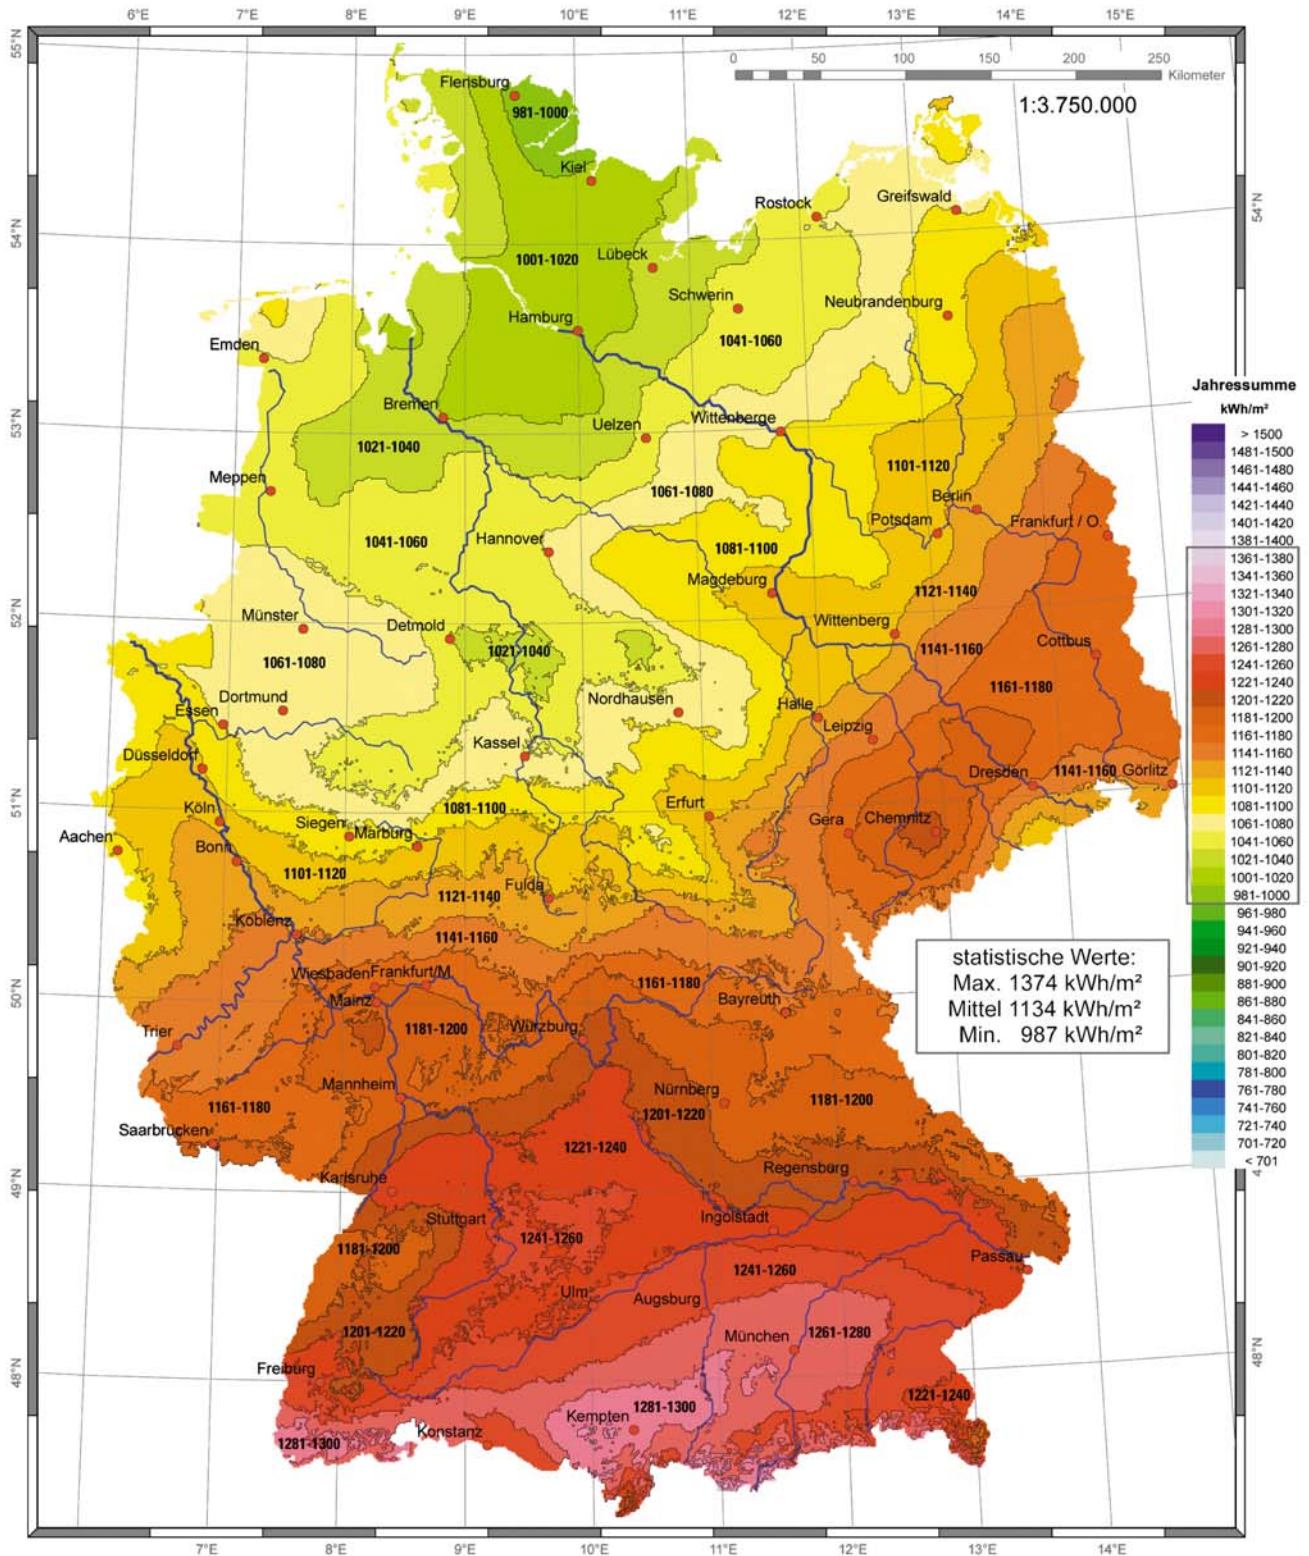 6°E 7°E 8°E 9°E 10°E 11°E 12°E 13°E 14°E 15°E
55°N
0 50 100 150 200 250
Kilometer
1:3.750.000
Flensburg
981-1000
Kiel
Rostock
Greifswald
54°N
54°N
1001-1020
Lübeck
Schwerin
Neubrandenburg
Hamburg
Emden
1041-1060
Bremen
53°N
Uelzen
Wittenberge
1021-1040
Meppen
1061-1080
1101-1120
Berlin
Potsdam
Frankfurt / O.
1041-1060
Hannover
1081-1100
Magdeburg
1121-1140
52°N
Münster
Detmold
Wittenberg
1061-1080
1021-1040
1141-1160
Cottbus
1161-1180
Dortmund
Essen
Nordhausen
Halle
Leipzig
Düsseldorf
Kassel
Dresden
1141-1160
Görlitz
51°N
Köln
1081-1100
Erfurt
Siegen
Marburg
Gera
Chemnitz
Aachen
Bonn
1101-1120
1121-1140
Fulda
Koblenz
1141-1160
50°N
Wiesbaden
Frankfurt/M.
1161-1180
Mainz
Bayreuth
Trier
1181-1200
Würzburg
Mannheim
Nürnberg
1181-1200
1161-1180
1201-1220
Saarbrücken
1221-1240
49°N
Karlsruhe
Regensburg
Stuttgart
Ingolstadt
1181-1200
1241-1260
Passau
1241-1260
Ulm
Augsburg
1201-1220
München
1261-1280
48°N
48°N
Freiburg
1221-1240
1281-1300
Kempten
Konstanz
1281-1300
7°E 8°E 9°E 10°E 11°E 12°E 13°E 14°E
Jahressumme
kWh/m²
> 1500
1481-1500
1461-1480
1441-1460
1421-1440
1401-1420
1381-1400
1361-1380
1341-1360
1321-1340
1301-1320
1281-1300
1261-1280
1241-1260
1221-1240
1201-1220
1181-1200
1161-1180
1141-1160
1121-1140
1101-1120
1081-1100
1061-1080
1041-1060
1021-1040
1001-1020
981-1000
961-980
941-960
921-940
901-920
881-900
861-880
841-860
821-840
801-820
781-800
761-780
741-760
721-740
701-720
< 701
statistische Werte:
Max. 1374 kWh/m²
Mittel 1134 kWh/m²
Min. 987 kWh/m²